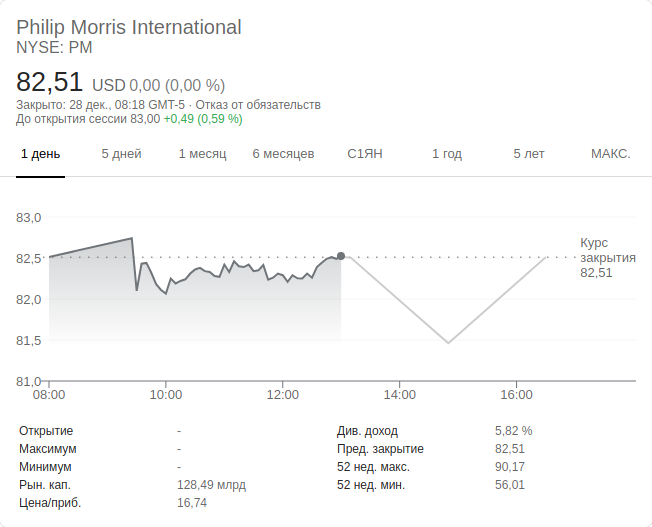 Philip Morris International
NYSE: PM
82,51 USD 0,00 (0,00 %)
Закрыто: 28 дек., 08:18 GMT-5 · Отказ от обязательств
До открытия сессии 83,00 +0,49 (0,59 %)
1 день 5 дней 1 месяц 6 месяцев С1ЯН 1 год 5 лет МАКС.
83,0
82,5
82,0
81,5
81,0
Курс
закрытия
82,51
08:00 10:00 12:00 14:00 16:00
Открытие - Див. доход 5,82 %
Максимум - Пред. закрытие 82,51
Минимум - 52 нед. макс. 90,17
Рын. кап. 128,49 млрд 52 нед. мин. 56,01
Цена/приб. 16,74